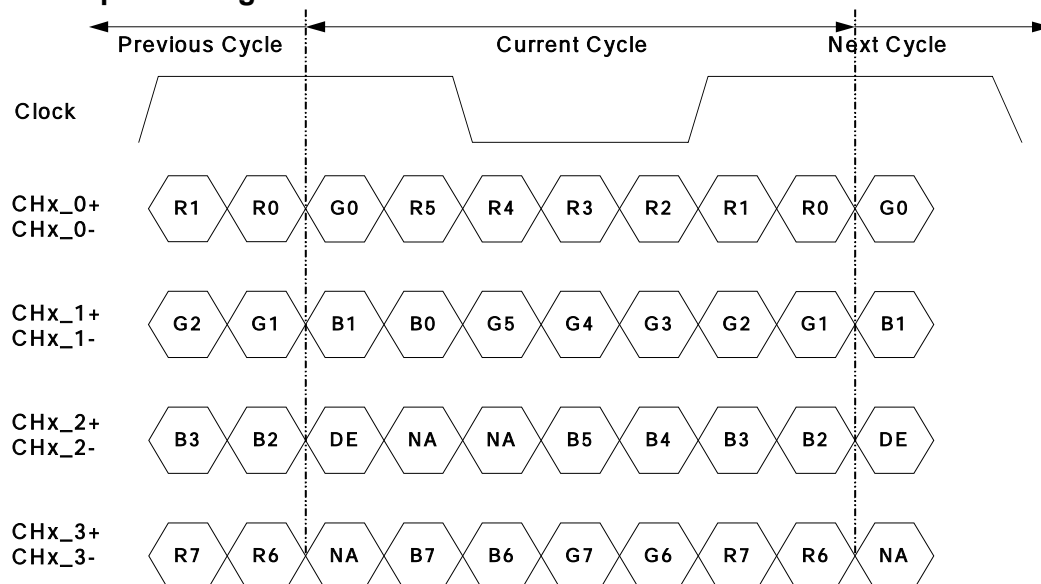 Previous Cycle Current Cycle Next Cycle
Clock
CHx_0+
CHx_0-
R1 R0 G0 R5 R4 R3 R2 R1 R0 G0
CHx_1+
CHx_1-
G2 G1 B1 B0 G5 G4 G3 G2 G1 B1
CHx_2+
CHx_2-
B3 B2 DE NA NA B5 B4 B3 B2 DE
CHx_3+
CHx_3-
R7 R6 NA B7 B6 G7 G6 R7 R6 NA